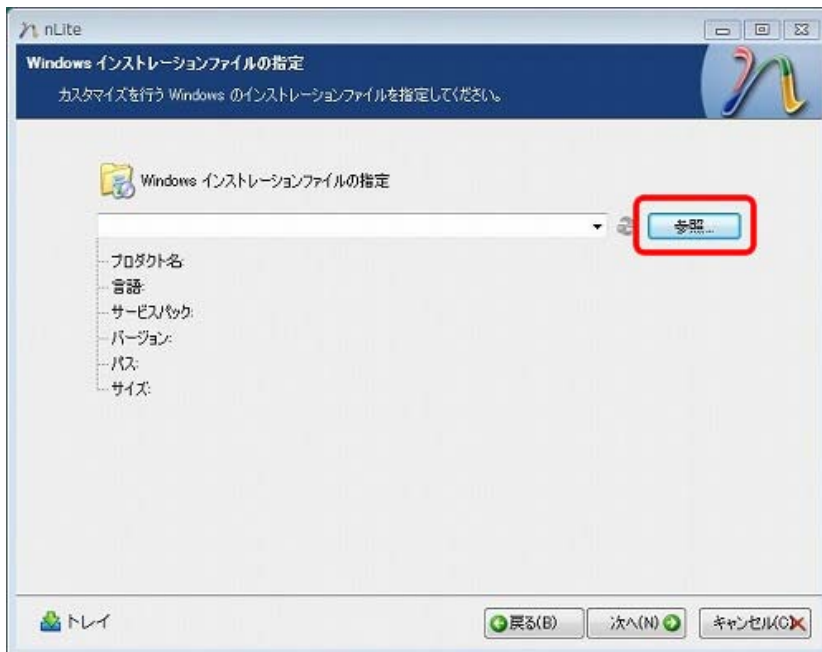 nLite
Windows インストレーションファイルの指定
カスタマイズを行う Windows のインストレーションファイルを指定してください。
Windows インストレーションファイルの指定
参照...
プロダクト名:
言語:
サービスパック:
バージョン:
パス:
サイズ:
トレイ
戻る(B)
次へ(N)
キャンセル(C)